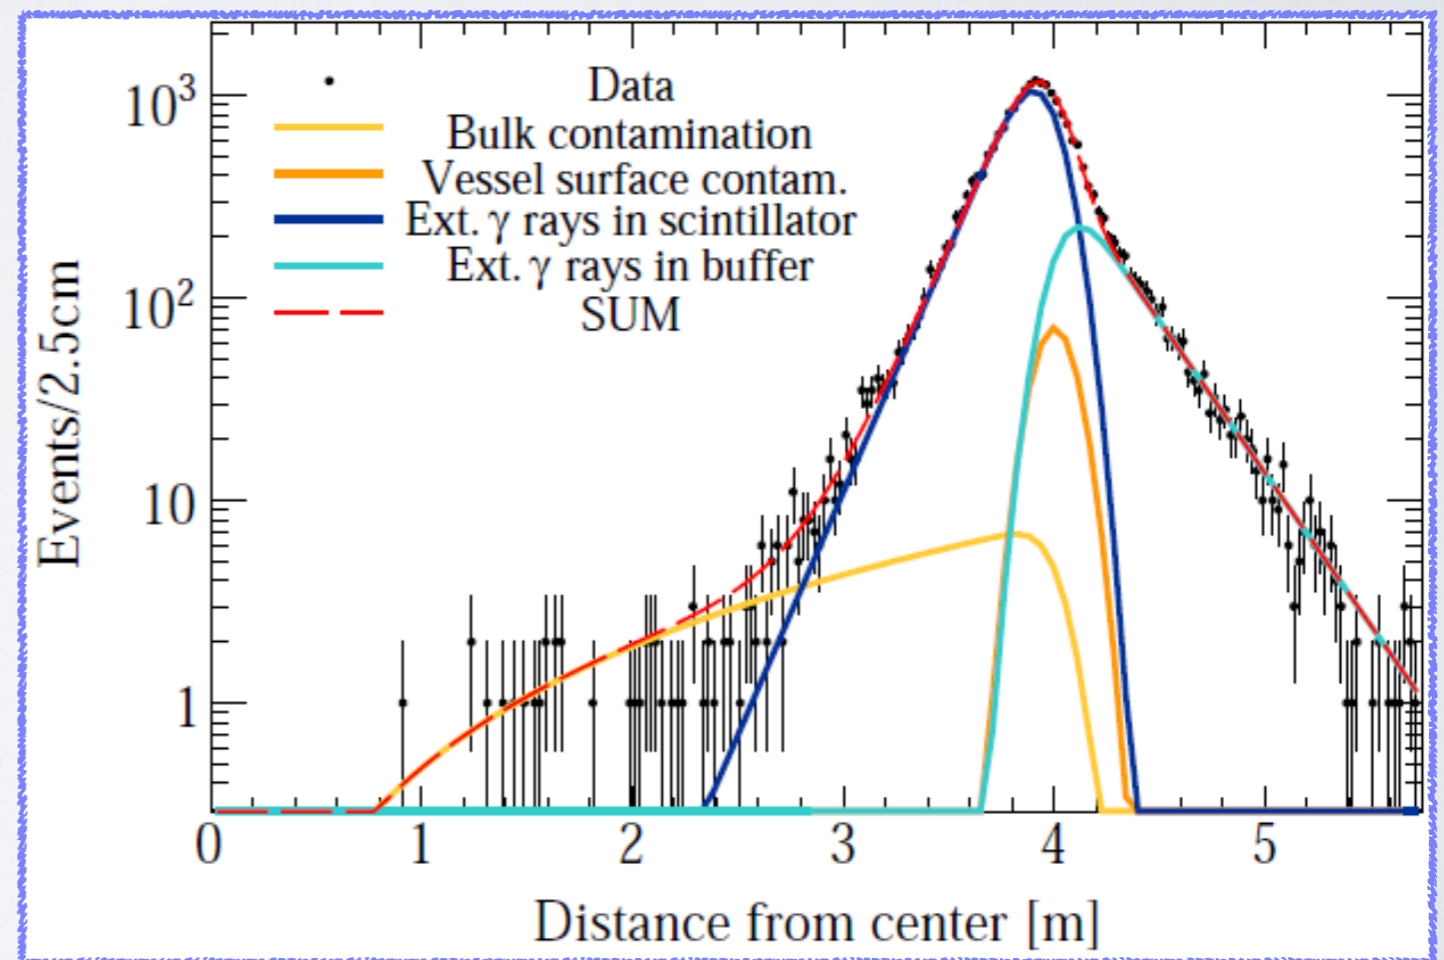 10³
10²
10
1
Events/2.5cm
Data
Bulk contamination
Vessel surface contam.
Ext. γ rays in scintillator
Ext. γ rays in buffer
SUM
0 1 2 3 4 5
Distance from center [m]